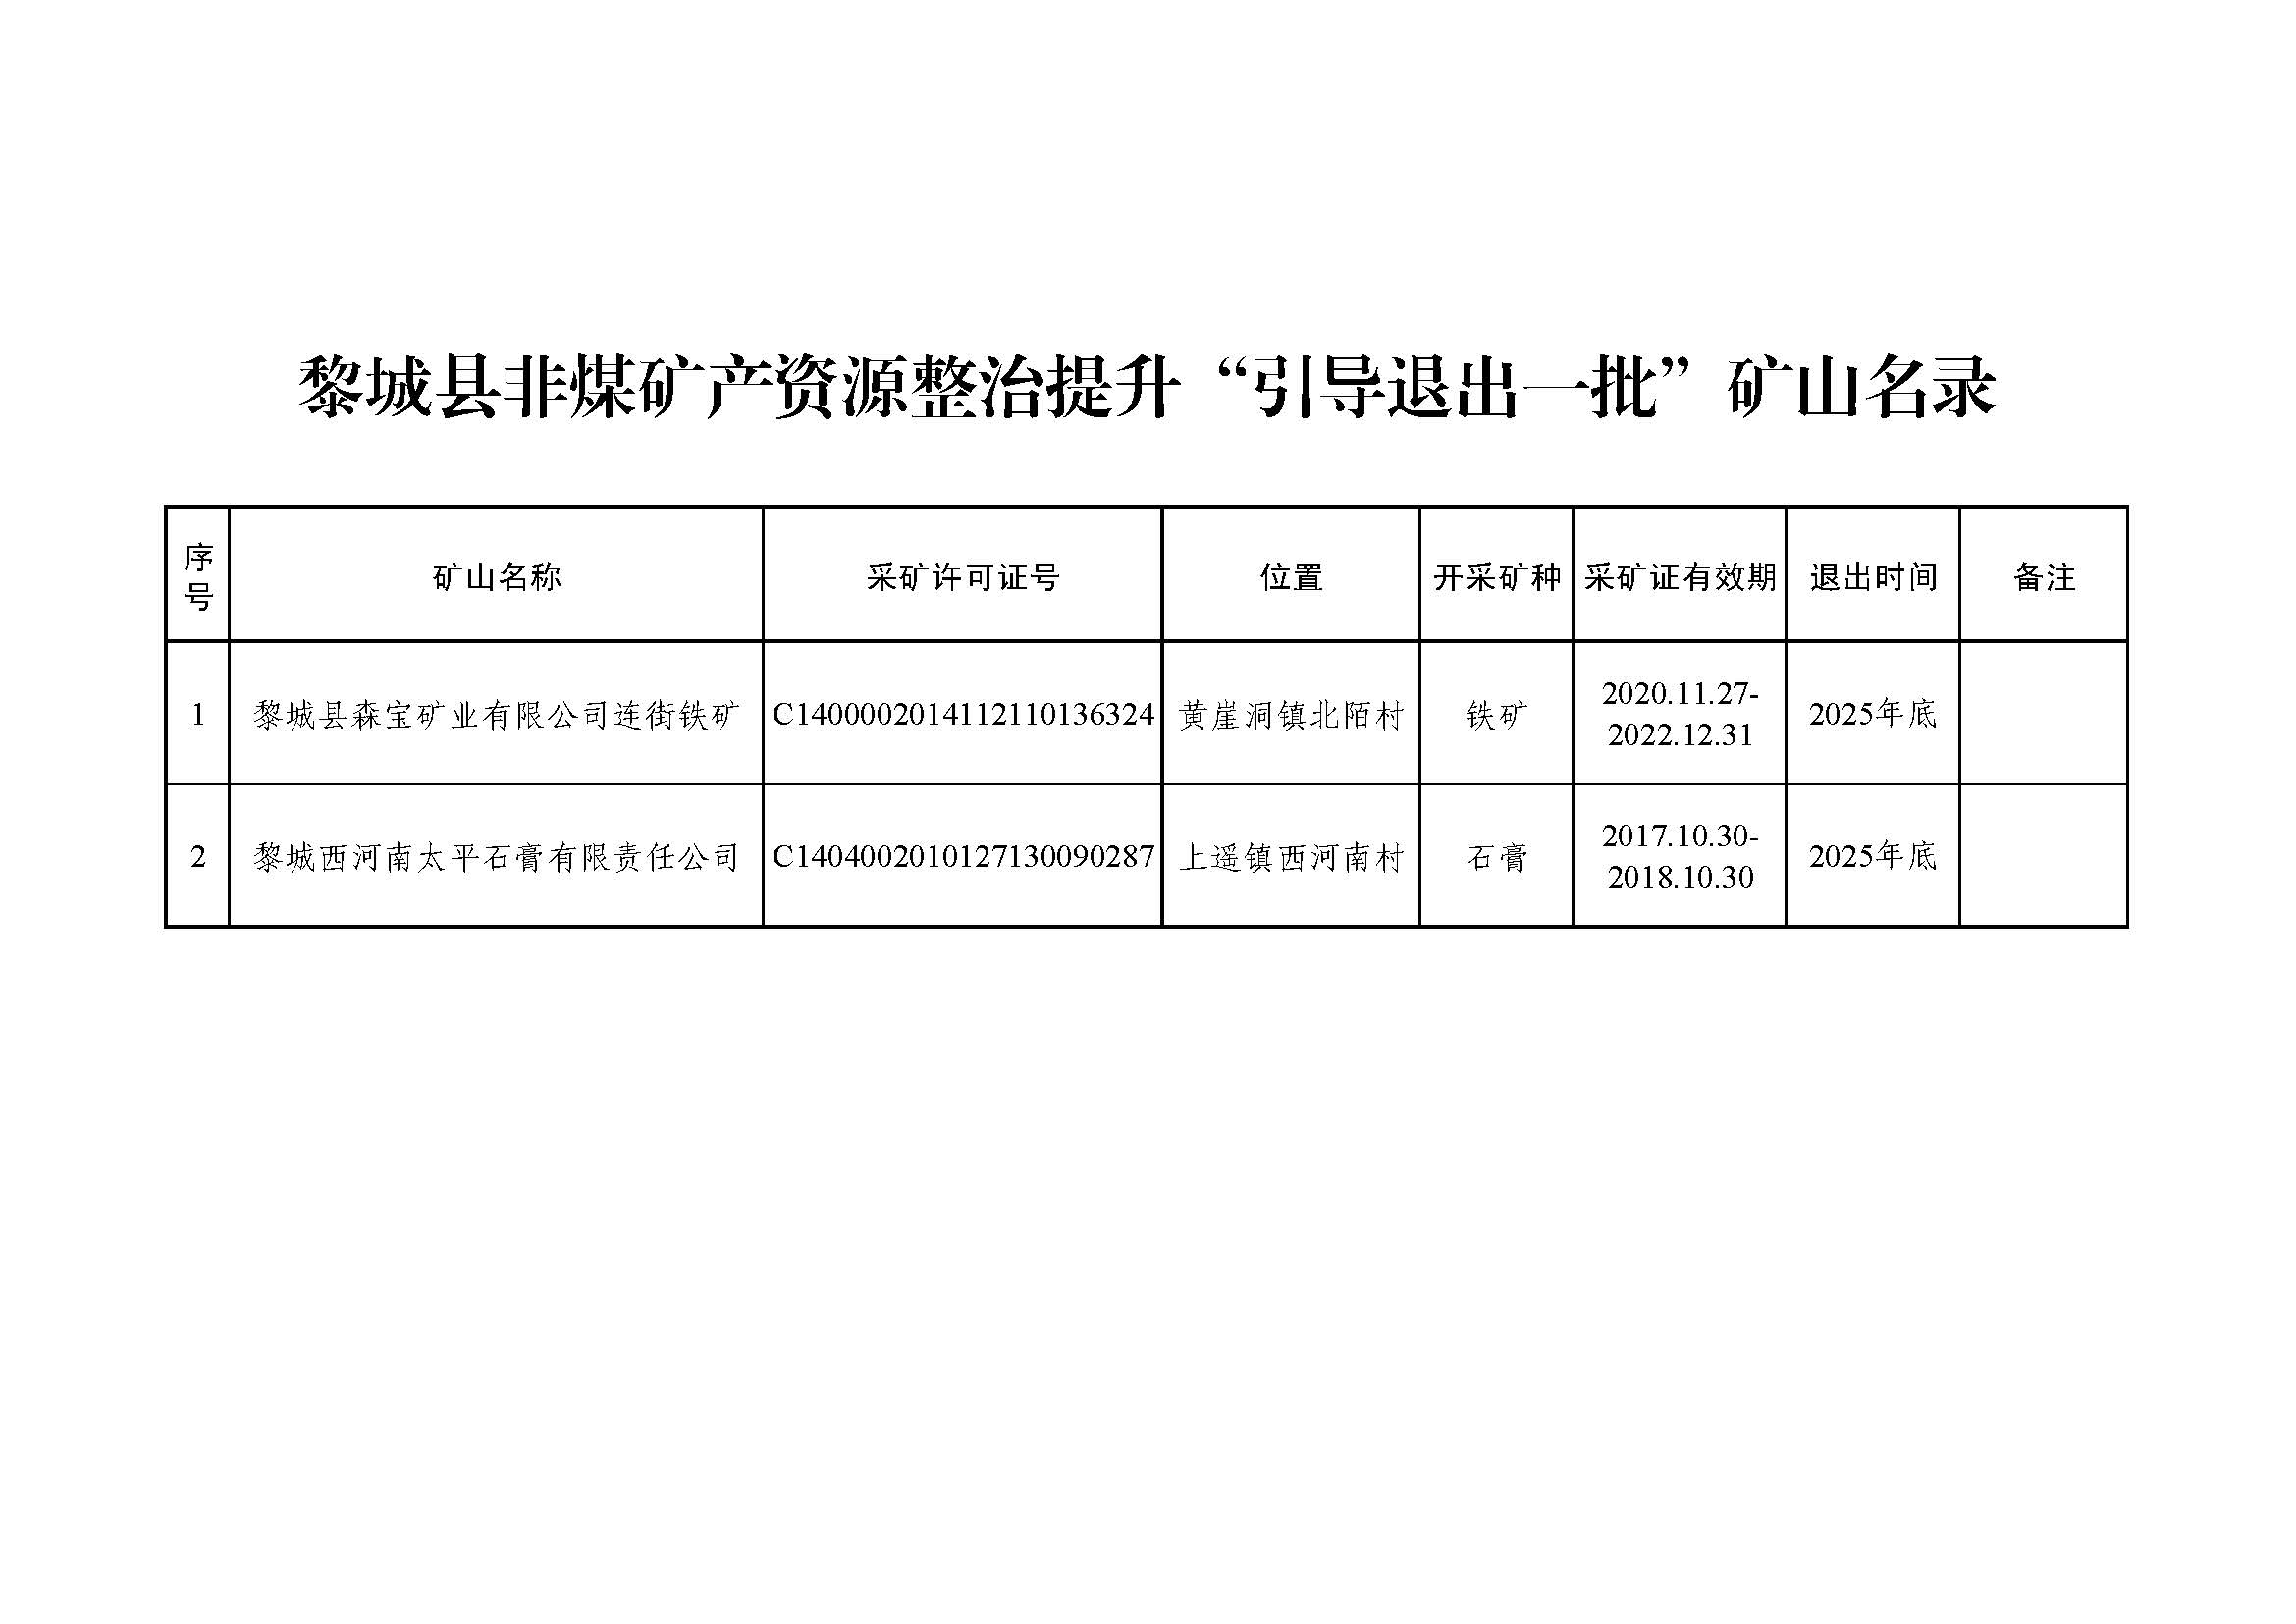 黎城县非煤矿产资源整治提升“引导退出一批”矿山名录
序号 矿山名称 采矿许可证号 位置 开采矿种 采矿证有效期 退出时间 备注
1 黎城县森宝矿业有限公司连街铁矿 C1400002014112110136324 黄崖洞镇北陌村 铁矿 2020.11.27-2022.12.31 2025年底
2 黎城西河南太平石膏有限责任公司 C1404002010127130090287 上遥镇西河南村 石膏 2017.10.30-2018.10.30 2025年底